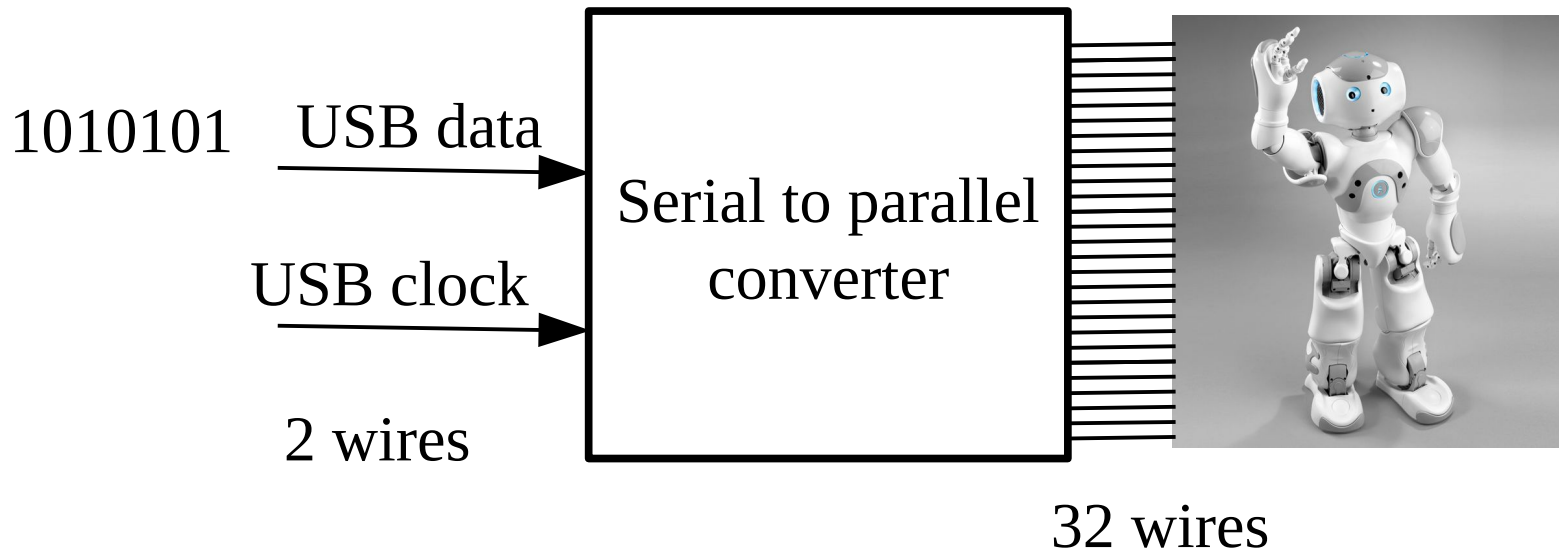 1010101
USB data
Serial to parallel
converter
USB clock
2 wires
32 wires